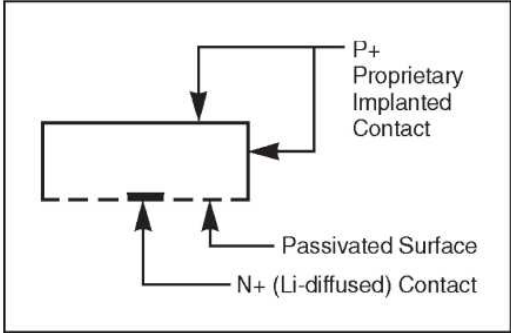 P+
Proprietary
Implanted
Contact
Passivated Surface
N+ (Li-diffused) Contact